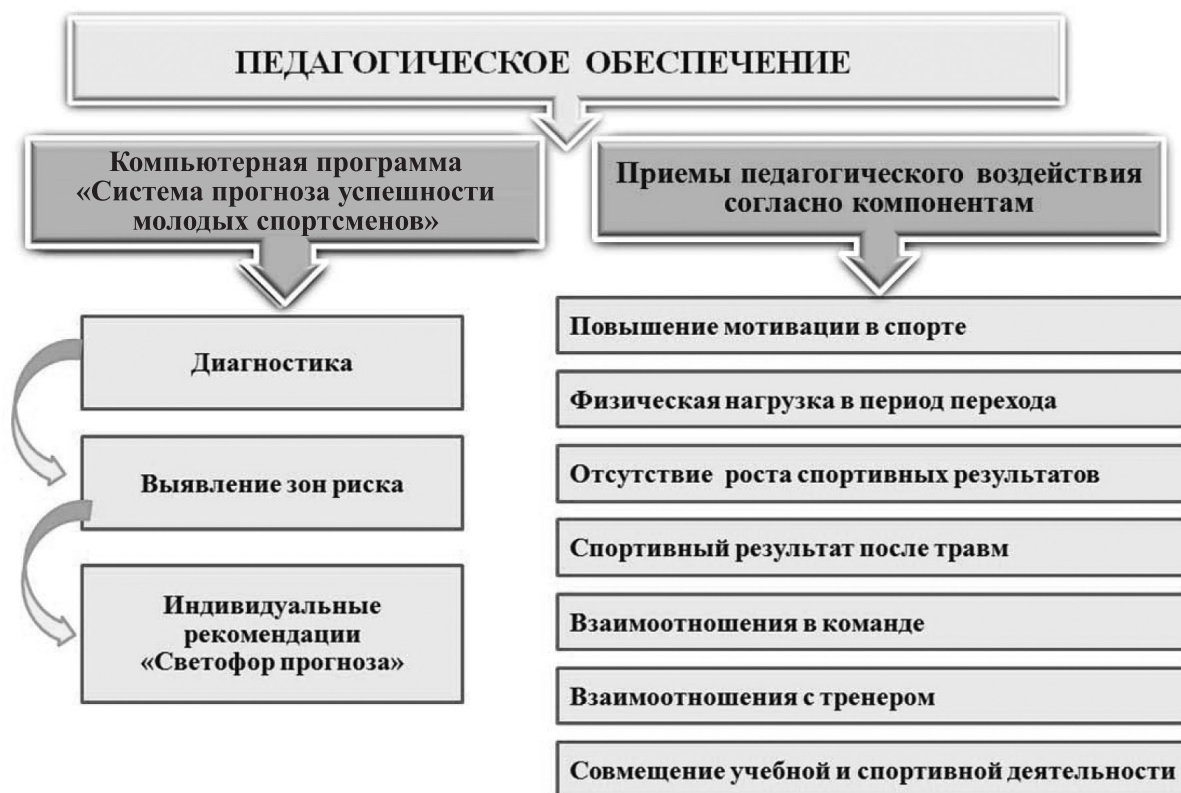 ПЕДАГОГИЧЕСКОЕ ОБЕСПЕЧЕНИЕ
Компьютерная программа
«Система прогноза успешности
молодых спортсменов»
Диагностика
Выявление зон риска
Индивидуальные
рекомендации
«Светофор прогноза»
Приемы педагогического воздействия
согласно компонентам
Повышение мотивации в спорте
Физическая нагрузка в период перехода
Отсутствие роста спортивных результатов
Спортивный результат после травм
Взаимоотношения в команде
Взаимоотношения с тренером
Совмещение учебной и спортивной деятельности